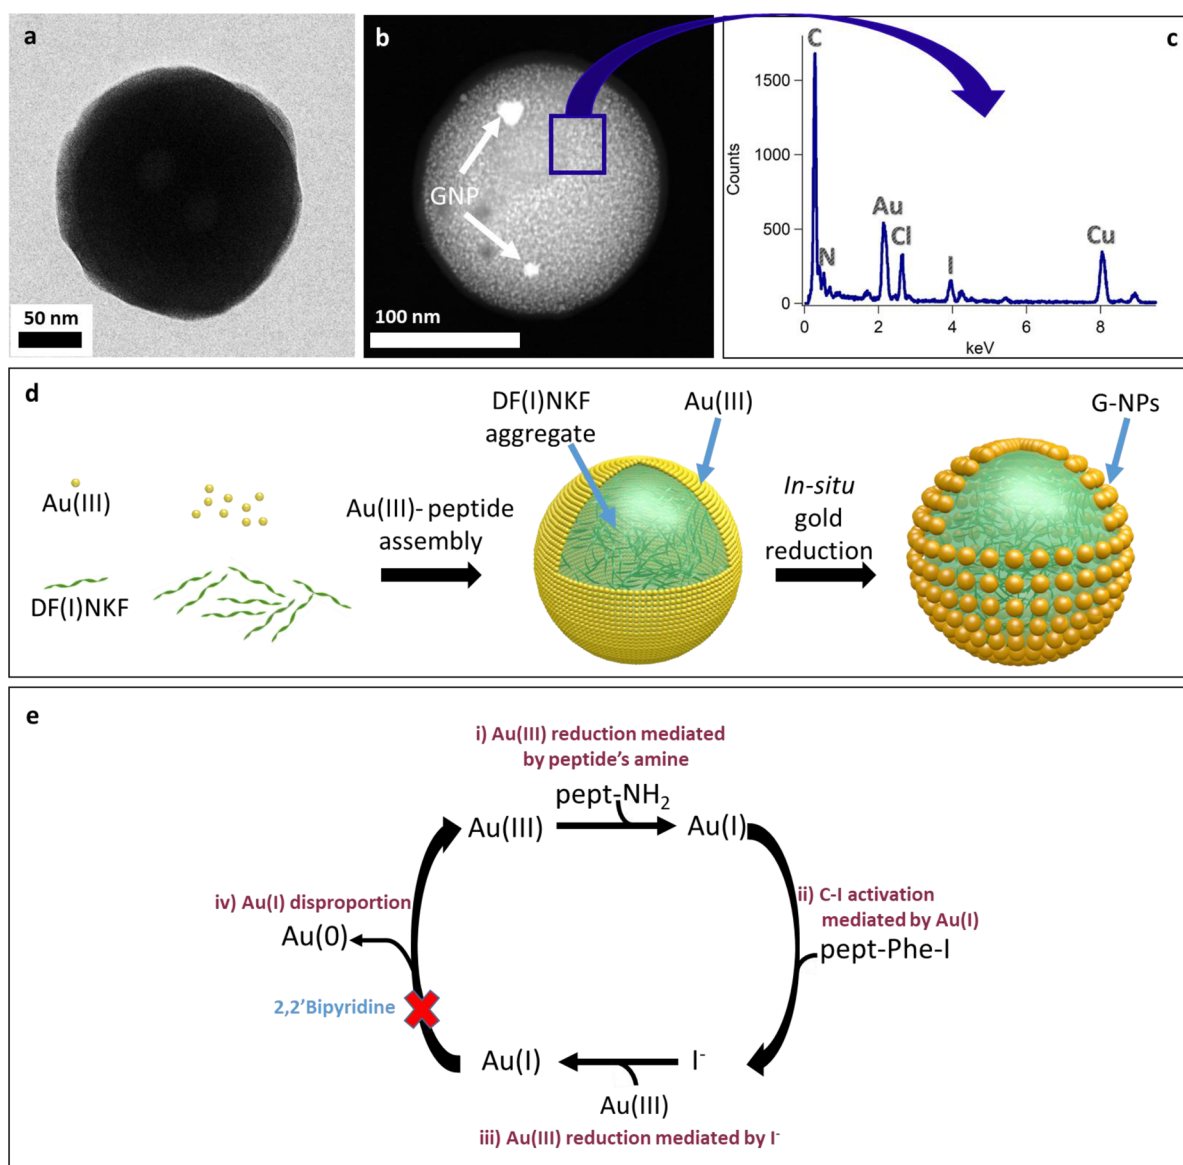 a
50 nm
b
GNP
100 nm
c
C
1500
1000
500
0
Counts
N
Au
Cl
I
Cu
0 2 4 6 8
keV
d
Au(III)
DF(I)NKF
Au(III)- peptide
assembly
DF(I)NKF
aggregate
Au(III)
In-situ
gold
reduction
G-NPs
e
i) Au(III) reduction mediated
by peptide's amine
pept-NH₂
Au(III)
Au(I)
ii) C-I activation
mediated by Au(I)
pept-Phe-I
iv) Au(I) disproportion
Au(0)
2,2'Bipyridine
Au(I)
I⁻
Au(III)
iii) Au(III) reduction mediated by I⁻